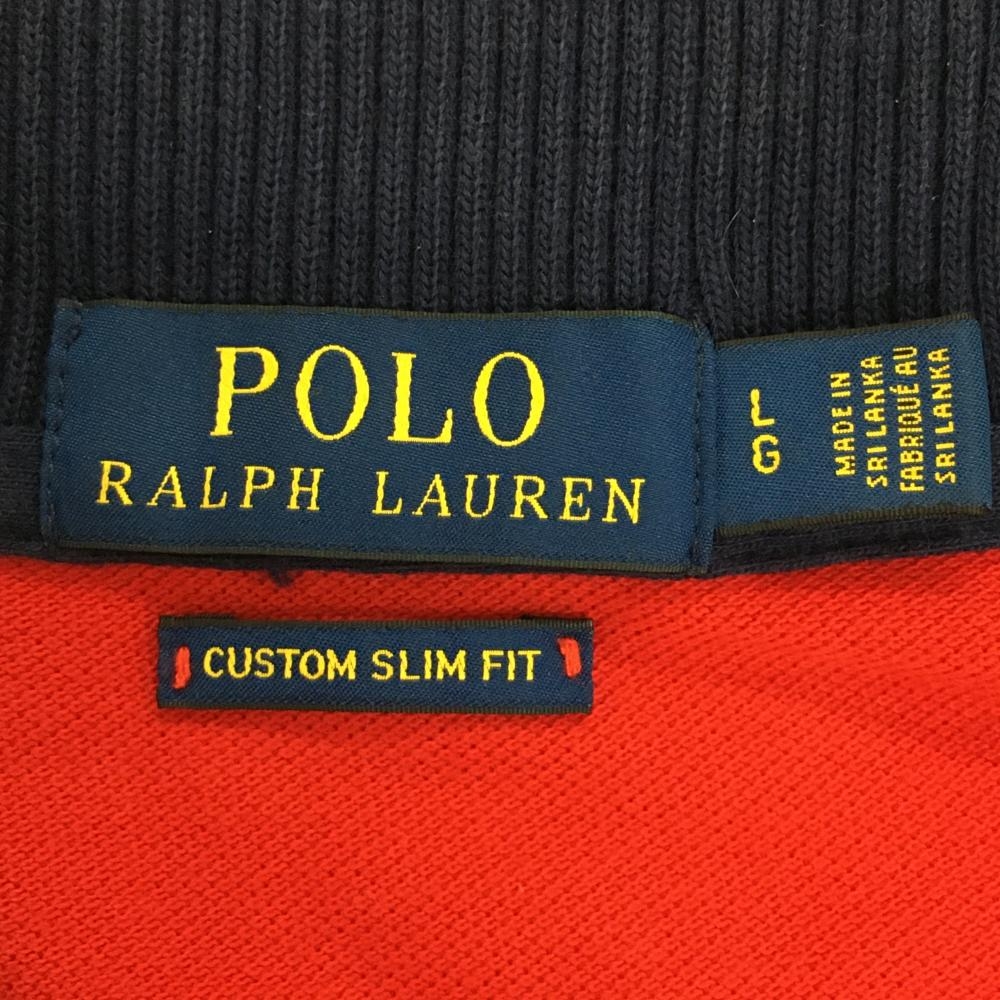 POLO
RALPH LAUREN
L
G
MADE IN
SRI LANKA
FABRIQUÉ AU
SRI LANKA
CUSTOM SLIM FIT